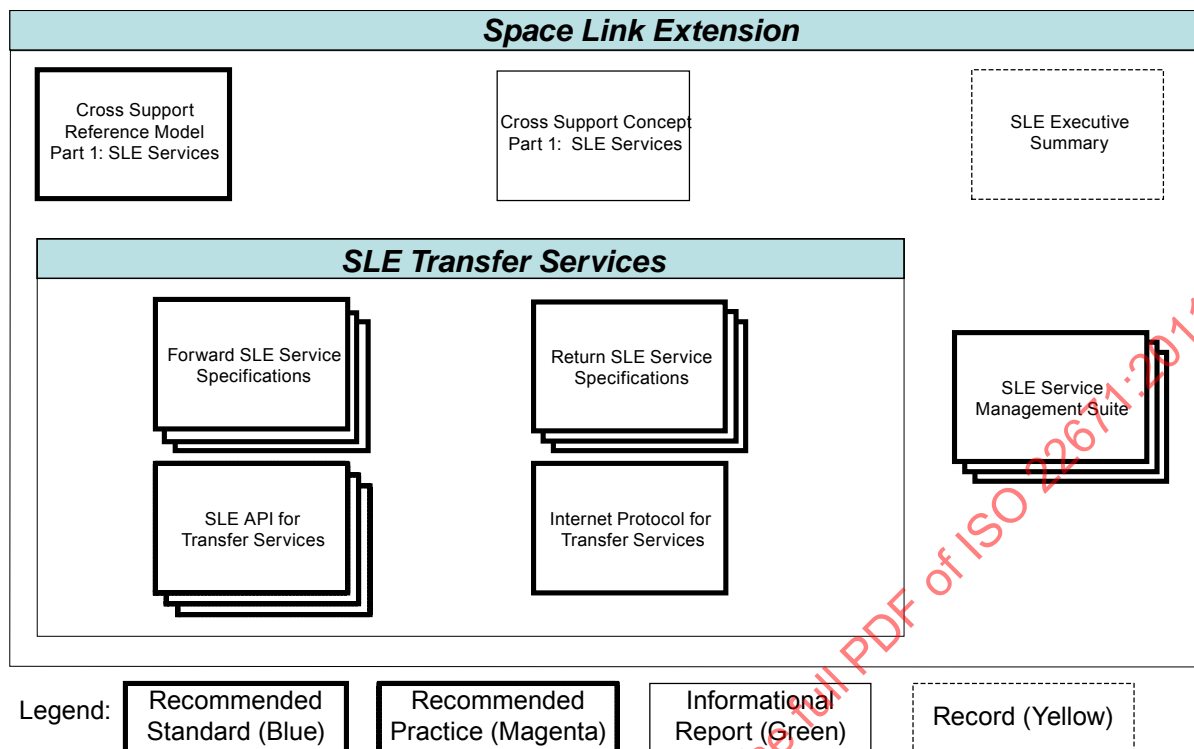 Space Link Extension
Cross Support
Reference Model
Part 1: SLE Services
Cross Support Concept
Part 1: SLE Services
SLE Executive
Summary
SLE Transfer Services
Forward SLE Service
Specifications
Return SLE Service
Specifications
SLE Service
Management Suite
SLE API for
Transfer Services
Internet Protocol for
Transfer Services
Legend:
Recommended
Standard (Blue)
Recommended
Practice (Magenta)
Informational
Report (Green)
Record (Yellow)
full PDF of ISO 22671:201